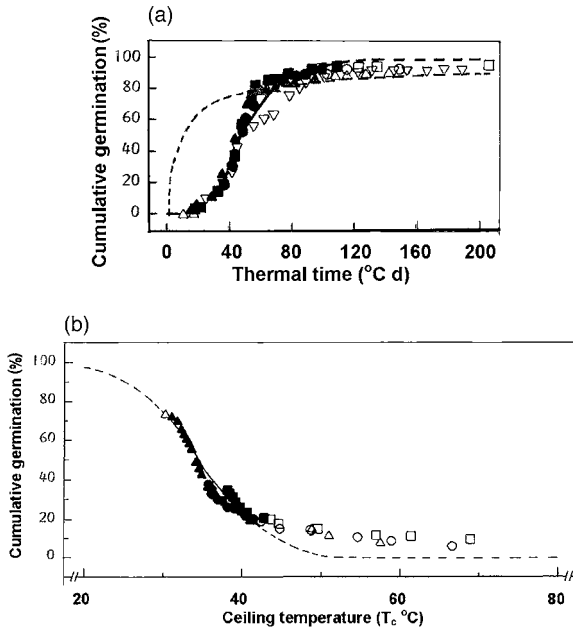 (a)
Cumulative germination (%)
100
80
60
40
20
0
0 40 80 120 160 200
Thermal time (°C d)
(b)
Cumulative germination (%)
100
80
60
40
20
0
20 40 60 80
Ceiling temperature (Tc °C)